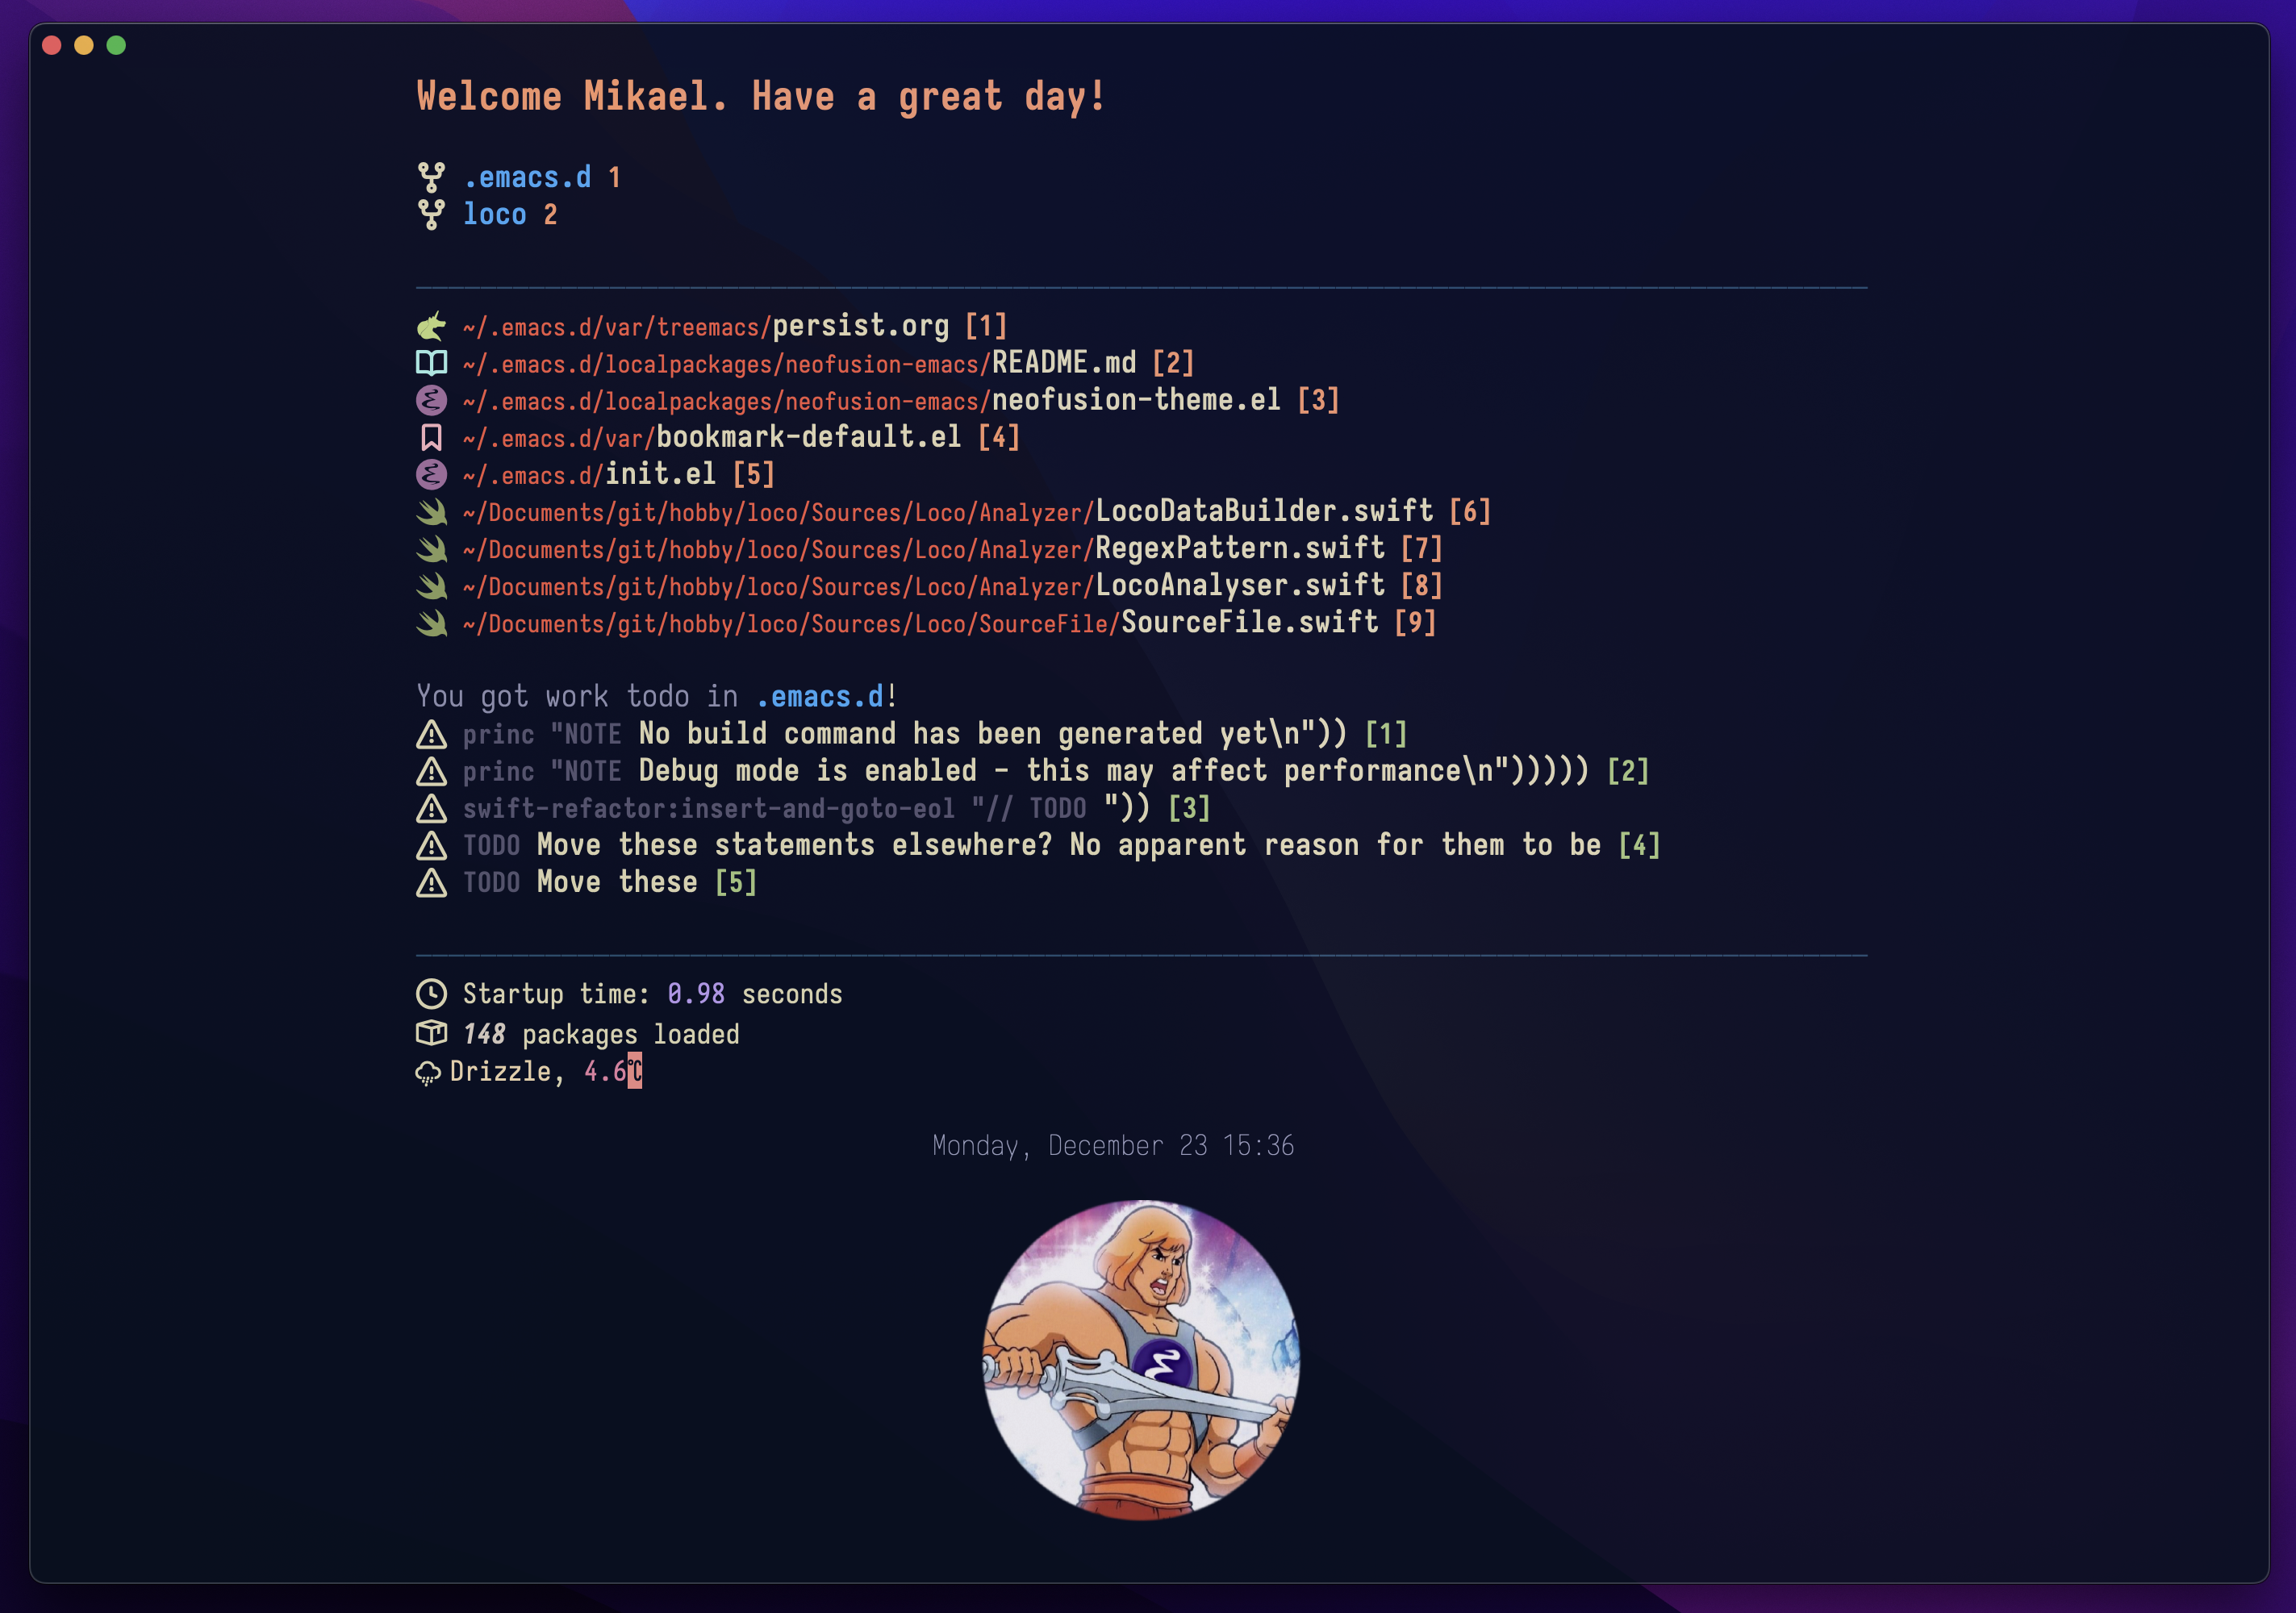 Welcome Mikael. Have a great day!
.emacs.d 1
loco 2
~/.emacs.d/var/treemacs/persist.org [1]
~/.emacs.d/localpackages/neofusion-emacs/README.md [2]
~/.emacs.d/localpackages/neofusion-emacs/neofusion-theme.el [3]
~/.emacs.d/var/bookmark-default.el [4]
~/.emacs.d/init.el [5]
~/Documents/git/hobby/loco/Sources/Loco/Analyzer/LocoDataBuilder.swift [6]
~/Documents/git/hobby/loco/Sources/Loco/Analyzer/RegexPattern.swift [7]
~/Documents/git/hobby/loco/Sources/Loco/Analyzer/LocoAnalyser.swift [8]
~/Documents/git/hobby/loco/Sources/Loco/SourceFile/SourceFile.swift [9]
You got work todo in .emacs.d!
princ "NOTE No build command has been generated yet\n")) [1]
princ "NOTE Debug mode is enabled - this may affect performance\n"))))) [2]
swift-refactor:insert-and-goto-eol "// TODO ")) [3]
TODO Move these statements elsewhere? No apparent reason for them to be [4]
TODO Move these [5]
Startup time: 0.98 seconds
148 packages loaded
Drizzle, 4.6℃
Monday, December 23 15:36